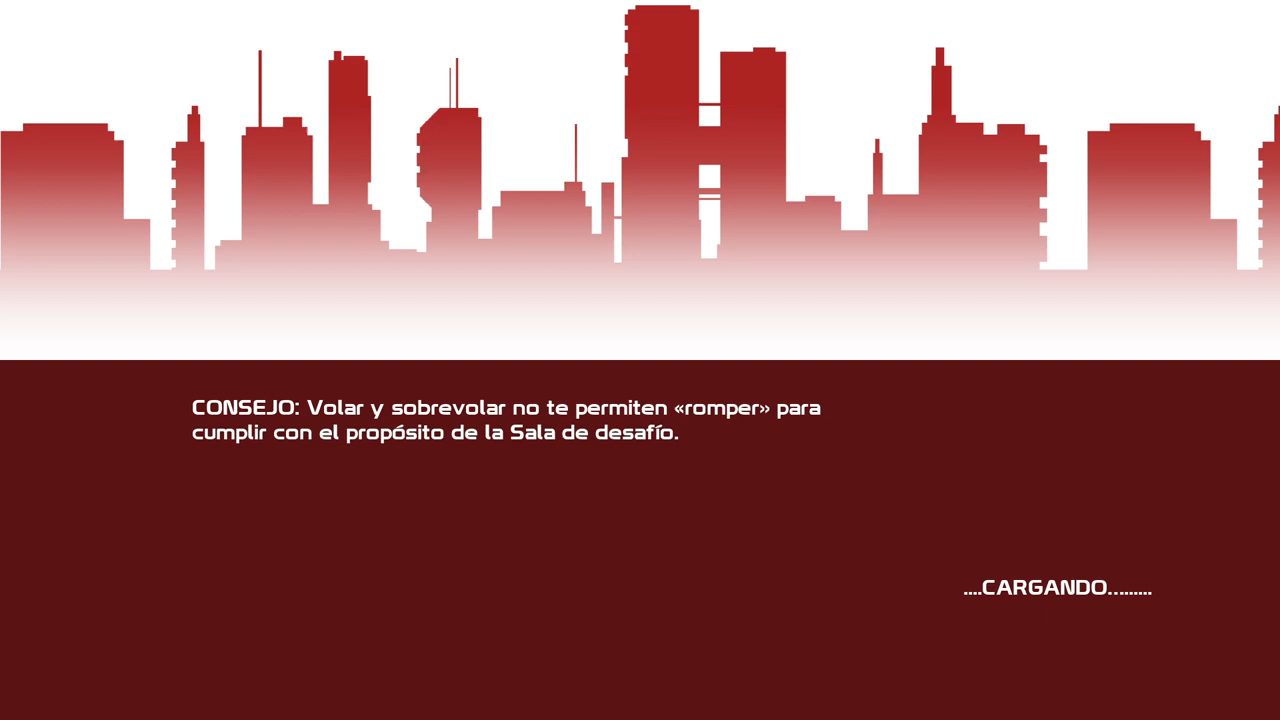 CONSEJO: Volar y sobrevolar no te permiten «romper» para
cumplir con el propósito de la Sala de desafío.
....CARGANDO.........